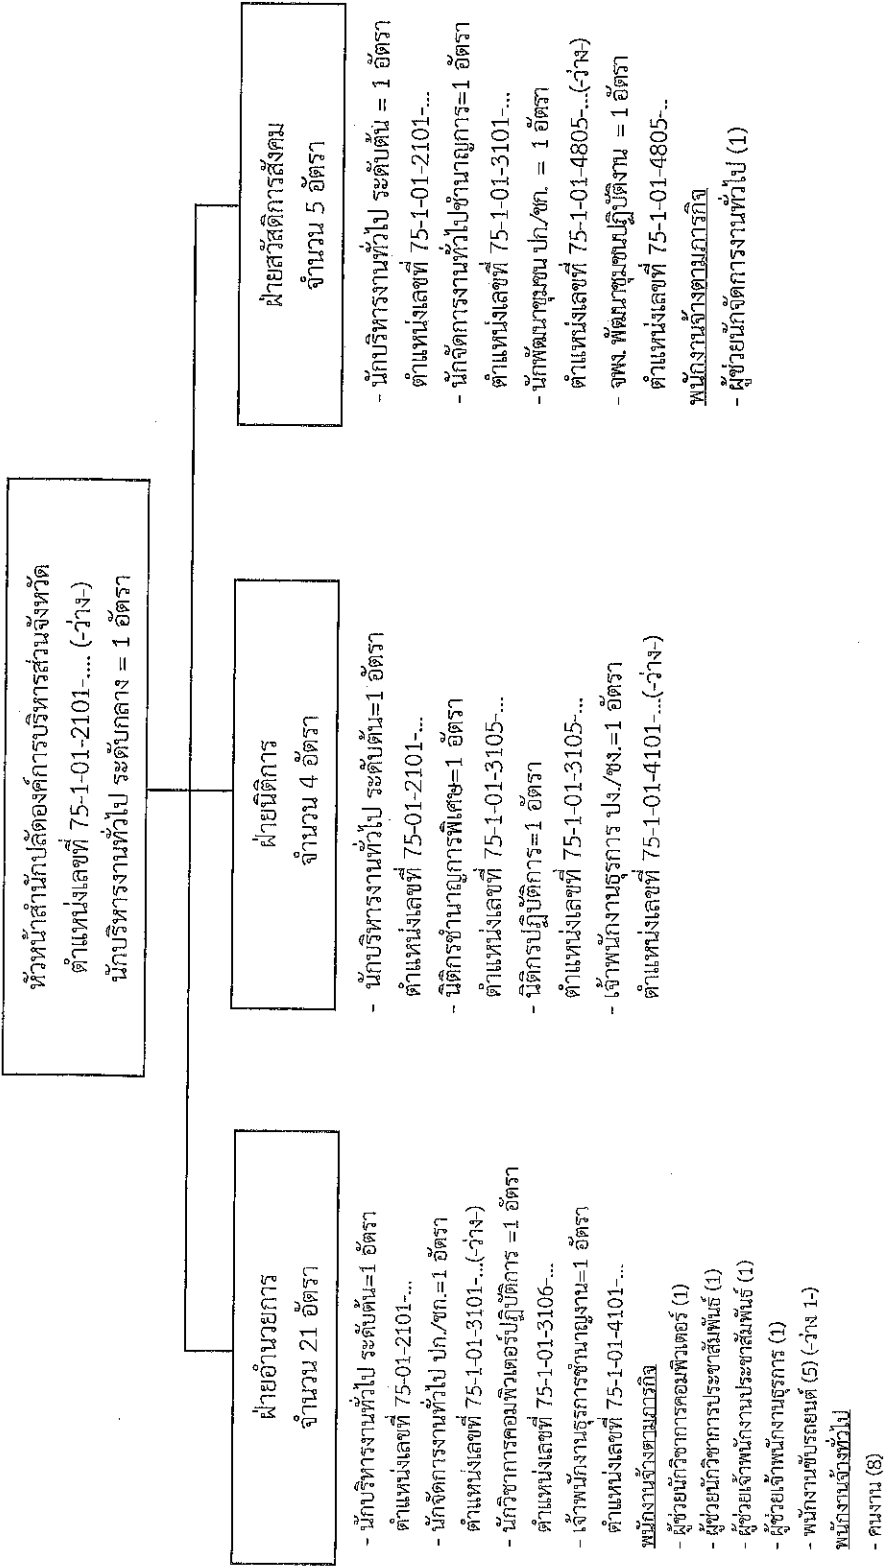 หัวหน้าสำนักปลัดองค์การบริหารส่วนจังหวัด
ตำแหน่งเลขที่ 75-1-01-2101-.... (-ว่าง-)
นักบริหารงานทั่วไป ระดับกลาง = 1 อัตรา
ฝ่ายอำนวยการ
จำนวน 21 อัตรา
- นักบริหารงานทั่วไป ระดับต้น=1 อัตรา
ตำแหน่งเลขที่ 75-01-2101-...
- นักจัดการงานทั่วไป ปก./ชก.=1 อัตรา
ตำแหน่งเลขที่ 75-1-01-3101-...(-ว่าง-)
- นักวิชาการคอมพิวเตอร์ปฏิบัติการ =1 อัตรา
ตำแหน่งเลขที่ 75-1-01-3106-...
- เจ้าพนักงานธุรการชำนาญงาน=1 อัตรา
ตำแหน่งเลขที่ 75-1-01-4101-...
พนักงานจ้างตามภารกิจ
- ผู้ช่วยนักวิชาการคอมพิวเตอร์ (1)
- ผู้ช่วยนักวิชาการประชาสัมพันธ์ (1)
- ผู้ช่วยเจ้าพนักงานประชาสัมพันธ์ (1)
- ผู้ช่วยเจ้าพนักงานธุรการ (1)
- พนักงานขับรถยนต์ (5) (-ว่าง 1-)
พนักงานจ้างทั่วไป
- คนงาน (8)
ฝ่ายนิติการ
จำนวน 4 อัตรา
- นักบริหารงานทั่วไป ระดับต้น=1 อัตรา
ตำแหน่งเลขที่ 75-01-2101-...
- นิติกรชำนาญการพิเศษ=1 อัตรา
ตำแหน่งเลขที่ 75-1-01-3105-...
- นิติกรปฏิบัติการ=1 อัตรา
ตำแหน่งเลขที่ 75-1-01-3105-...
- เจ้าพนักงานธุรการ ปง./ชง.=1 อัตรา
ตำแหน่งเลขที่ 75-1-01-4101-...(-ว่าง-)
ฝ่ายสวัสดิการสังคม
จำนวน 5 อัตรา
- นักบริหารงานทั่วไป ระดับต้น = 1 อัตรา
ตำแหน่งเลขที่ 75-1-01-2101-...
- นักจัดการงานทั่วไปชำนาญการ=1 อัตรา
ตำแหน่งเลขที่ 75-1-01-3101-...
- นักพัฒนาชุมชน ปก./ชก. = 1 อัตรา
ตำแหน่งเลขที่ 75-1-01-4805-...(-ว่าง-)
- จพง. พัฒนาชุมชนปฏิบัติงาน = 1 อัตรา
ตำแหน่งเลขที่ 75-1-01-4805-..
พนักงานจ้างตามภารกิจ
- ผู้ช่วยนักจัดการงานทั่วไป (1)